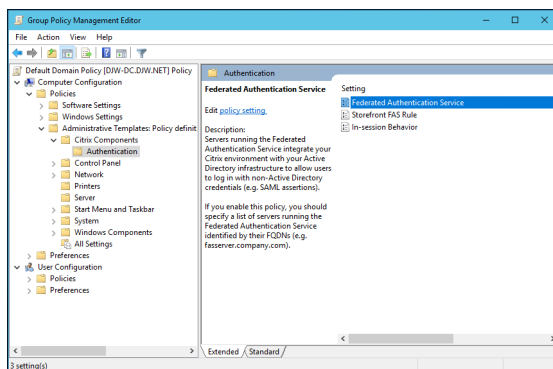 Group Policy Management Editor
File Action View Help
Default Domain Policy [DJW-DC.DJW.NET] Policy
Computer Configuration
Policies
Software Settings
Windows Settings
Administrative Templates: Policy definit
Citrix Components
Authentication
Control Panel
Network
Printers
Server
Start Menu and Taskbar
System
Windows Components
All Settings
Preferences
User Configuration
Policies
Preferences
Authentication
Federated Authentication Service
Edit policy setting
Description:
Servers running the Federated
Authentication Service integrate your
Citrix environment with your Active
Directory infrastructure to allow users
to log in with non-Active Directory
credentials (e.g. SAML assertions).
If you enable this policy, you should
specify a list of servers running the
Federated Authentication Service
identified by their FQDNs (e.g.
fasserver.company.com).
Setting
Federated Authentication Service
Storefront FAS Rule
In-session Behavior
Extended Standard
3 setting(s)